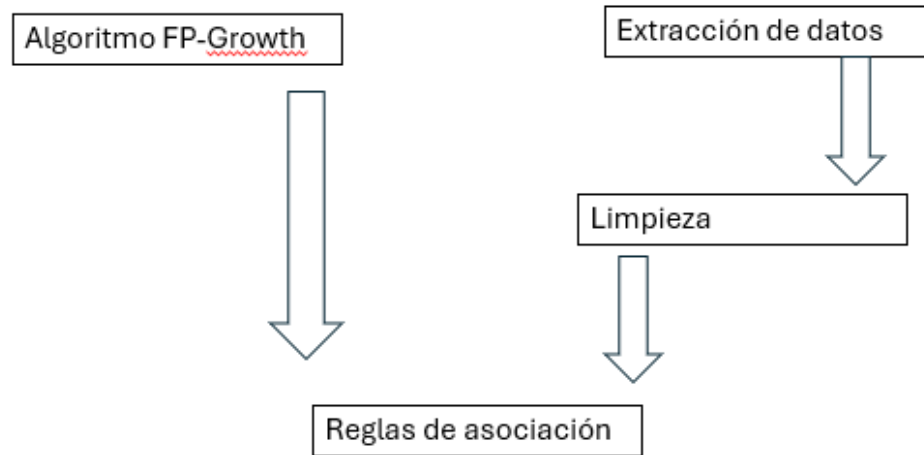 Algoritmo FP-Growth
Extracción de datos
Limpieza
Reglas de asociación